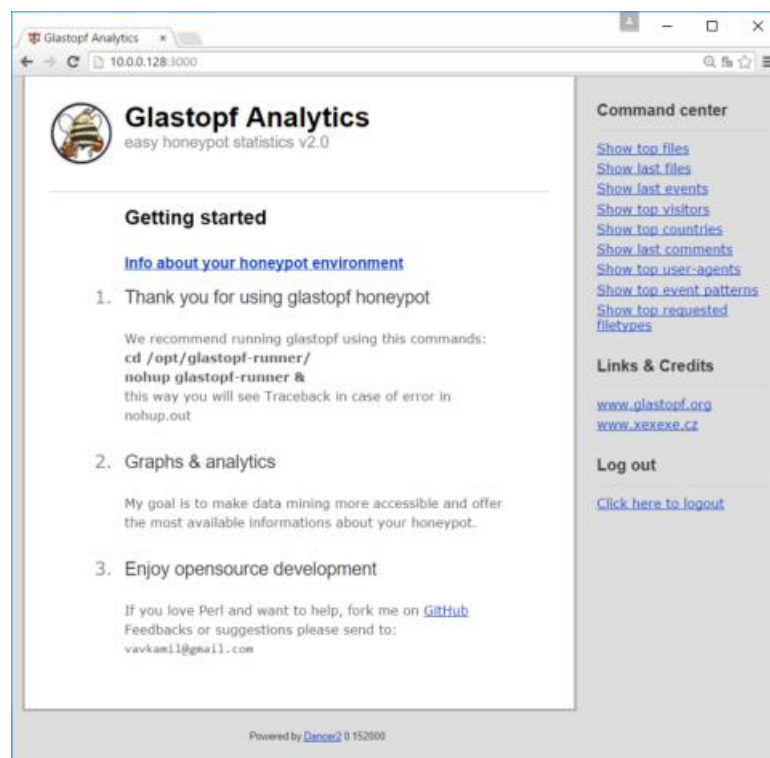 Glastopf Analytics
10.0.0.128:3000
Glastopf Analytics
easy honeypot statistics v2.0
Getting started
Info about your honeypot environment
1. Thank you for using glastopf honeypot
We recommend running glastopf using this commands:
cd /opt/glastopf-runner/
nohup glastopf-runner &
this way you will see Traceback in case of error in
nohup.out
2. Graphs & analytics
My goal is to make data mining more accessible and offer
the most available informations about your honeypot.
3. Enjoy opensource development
If you love Perl and want to help, fork me on GitHub
Feedbacks or suggestions please send to:
vavkamil@gmail.com
Command center
Show top files
Show last files
Show last events
Show top visitors
Show top countries
Show last comments
Show top user-agents
Show top event patterns
Show top requested
filetypes
Links & Credits
www.glastopf.org
www.xexexe.cz
Log out
Click here to logout
Powered by Dancer2 0.152000